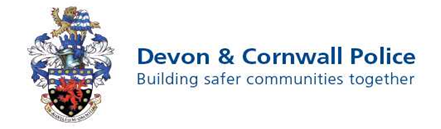 Devon & Cornwall Police
Building safer communities together